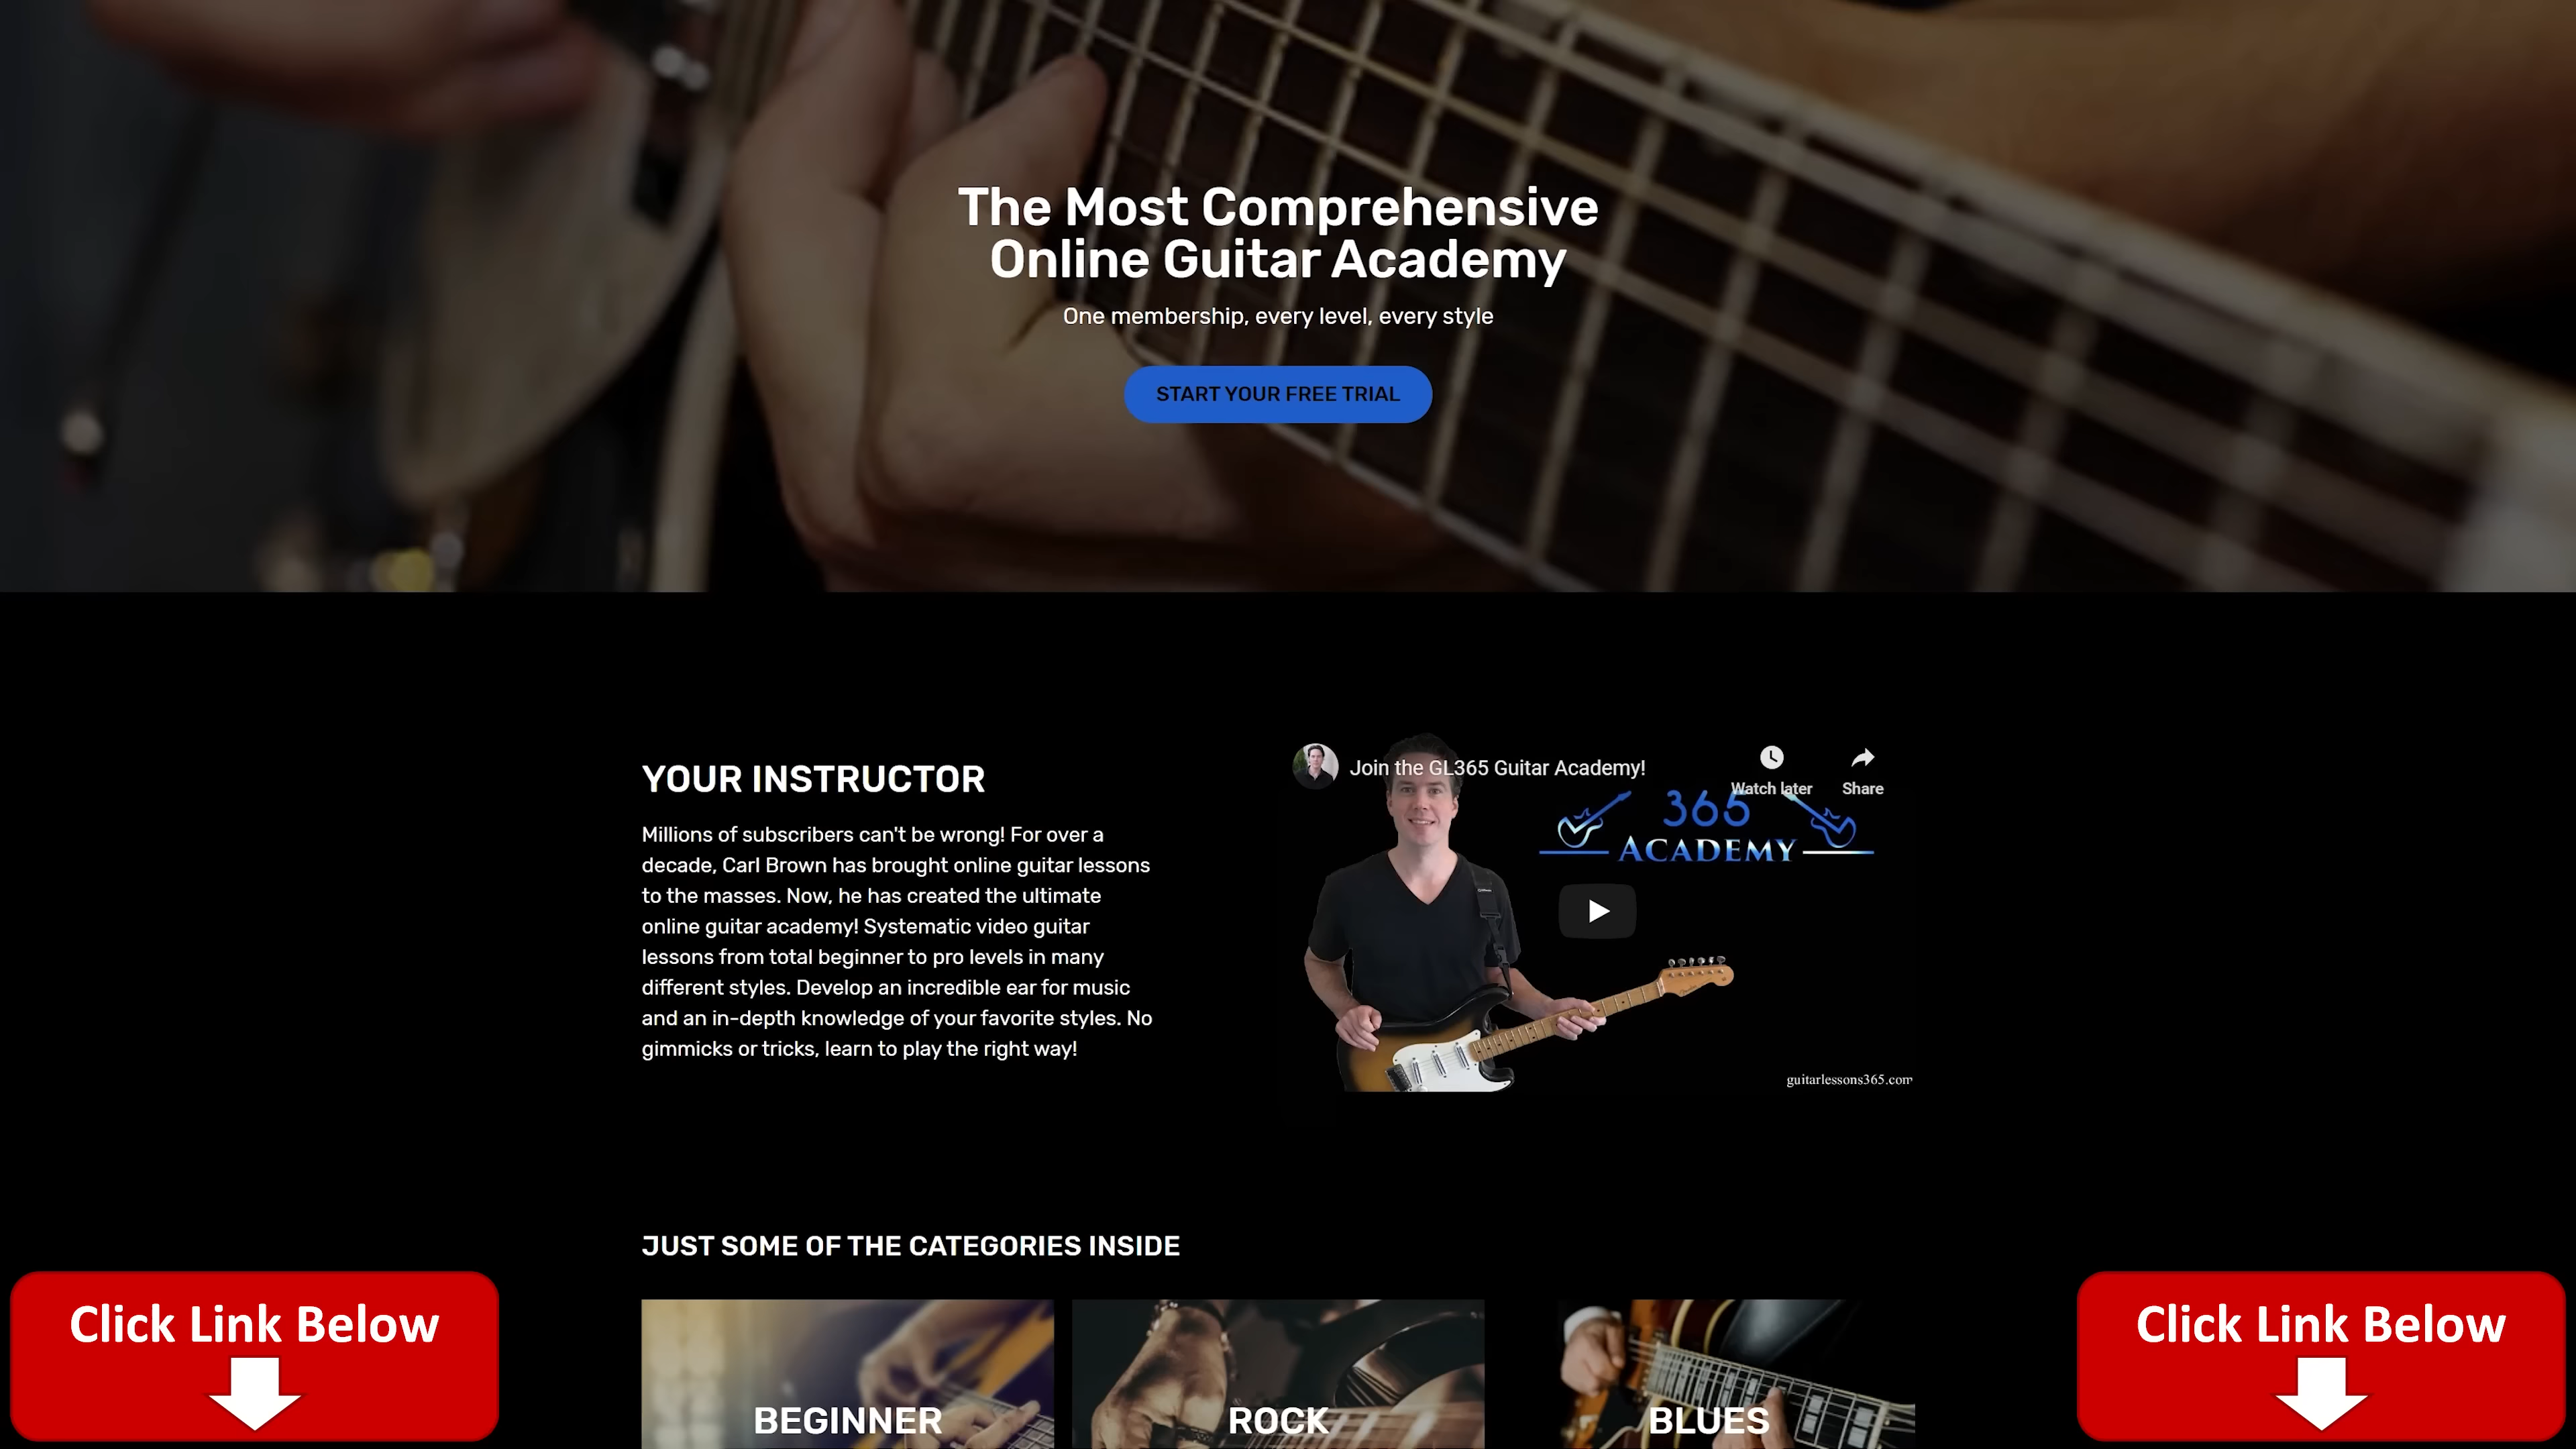 The Most Comprehensive
Online Guitar Academy
One membership, every level, every style
START YOUR FREE TRIAL
YOUR INSTRUCTOR
Millions of subscribers can't be wrong! For over a
decade, Carl Brown has brought online guitar lessons
to the masses. Now, he has created the ultimate
online guitar academy! Systematic video guitar
lessons from total beginner to pro levels in many
different styles. Develop an incredible ear for music
and an in-depth knowledge of your favorite styles. No
gimmicks or tricks, learn to play the right way!
Join the GL365 Guitar Academy!
Watch later
Share
365
ACADEMY
guitarlessons365.com
JUST SOME OF THE CATEGORIES INSIDE
BEGINNER
ROCK
BLUES
Click Link Below
Click Link Below